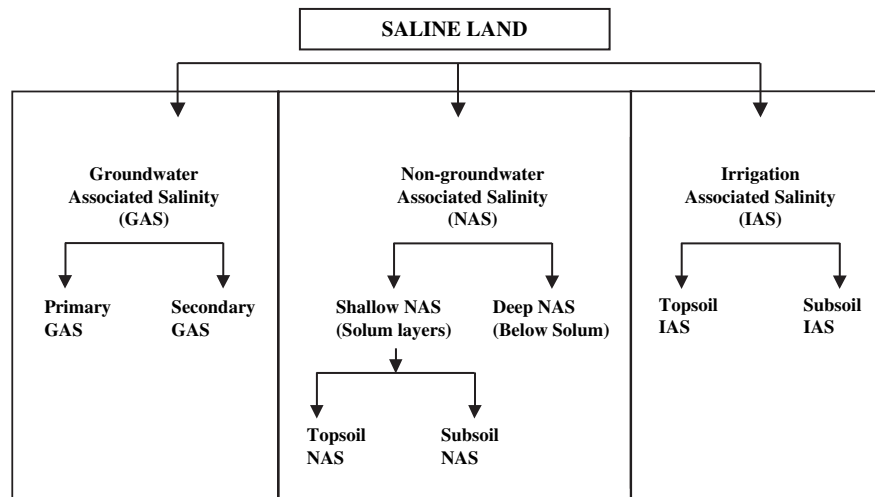 SALINE LAND
Groundwater
Associated Salinity
(GAS)
Primary
GAS
Secondary
GAS
Non-groundwater
Associated Salinity
(NAS)
Shallow NAS
(Solum layers)
Deep NAS
(Below Solum)
Topsoil
NAS
Subsoil
NAS
Irrigation
Associated Salinity
(IAS)
Topsoil
IAS
Subsoil
IAS